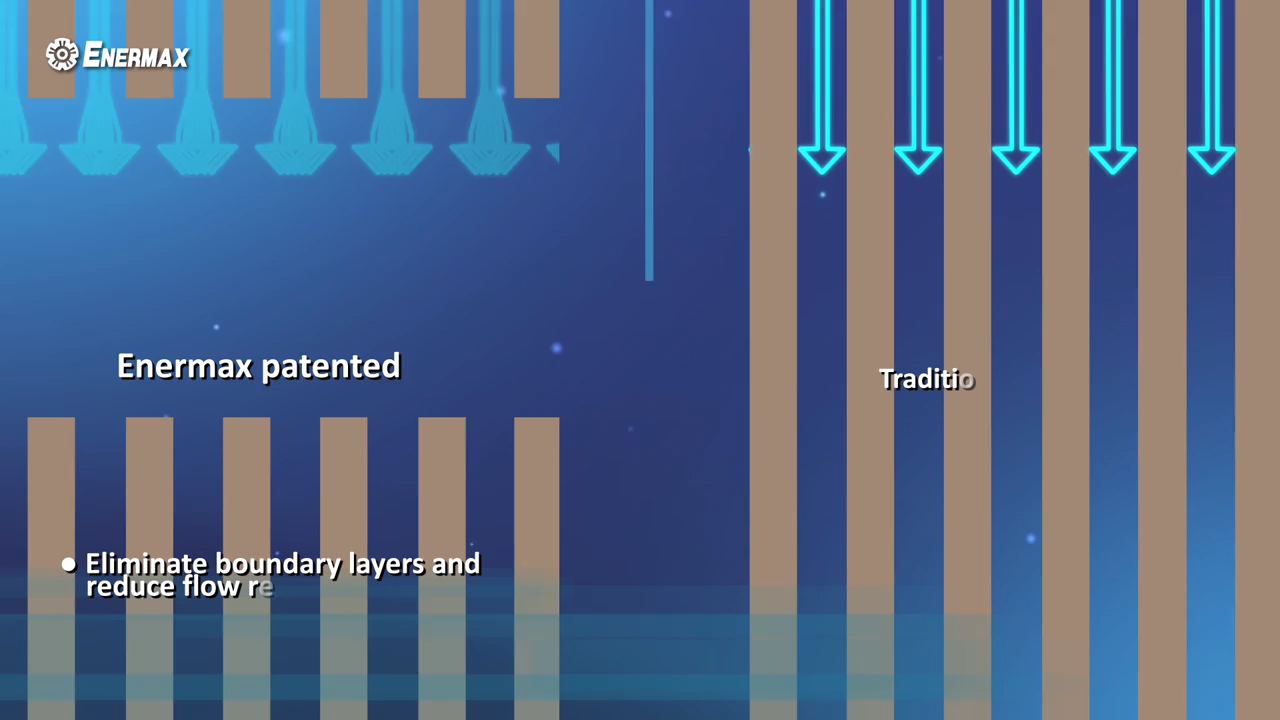 ENERMAX
Enermax patented
Traditio
• Eliminate boundary layers and
reduce flow re